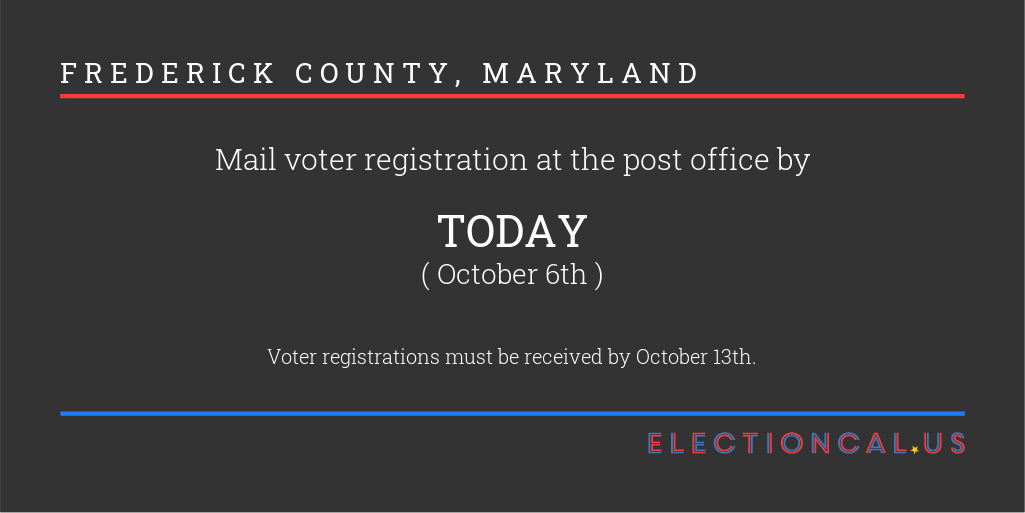 FREDERICK COUNTY, MARYLAND
Mail voter registration at the post office by
TODAY
( October 6th )
Voter registrations must be received by October 13th.
ELECTIONCAL.US